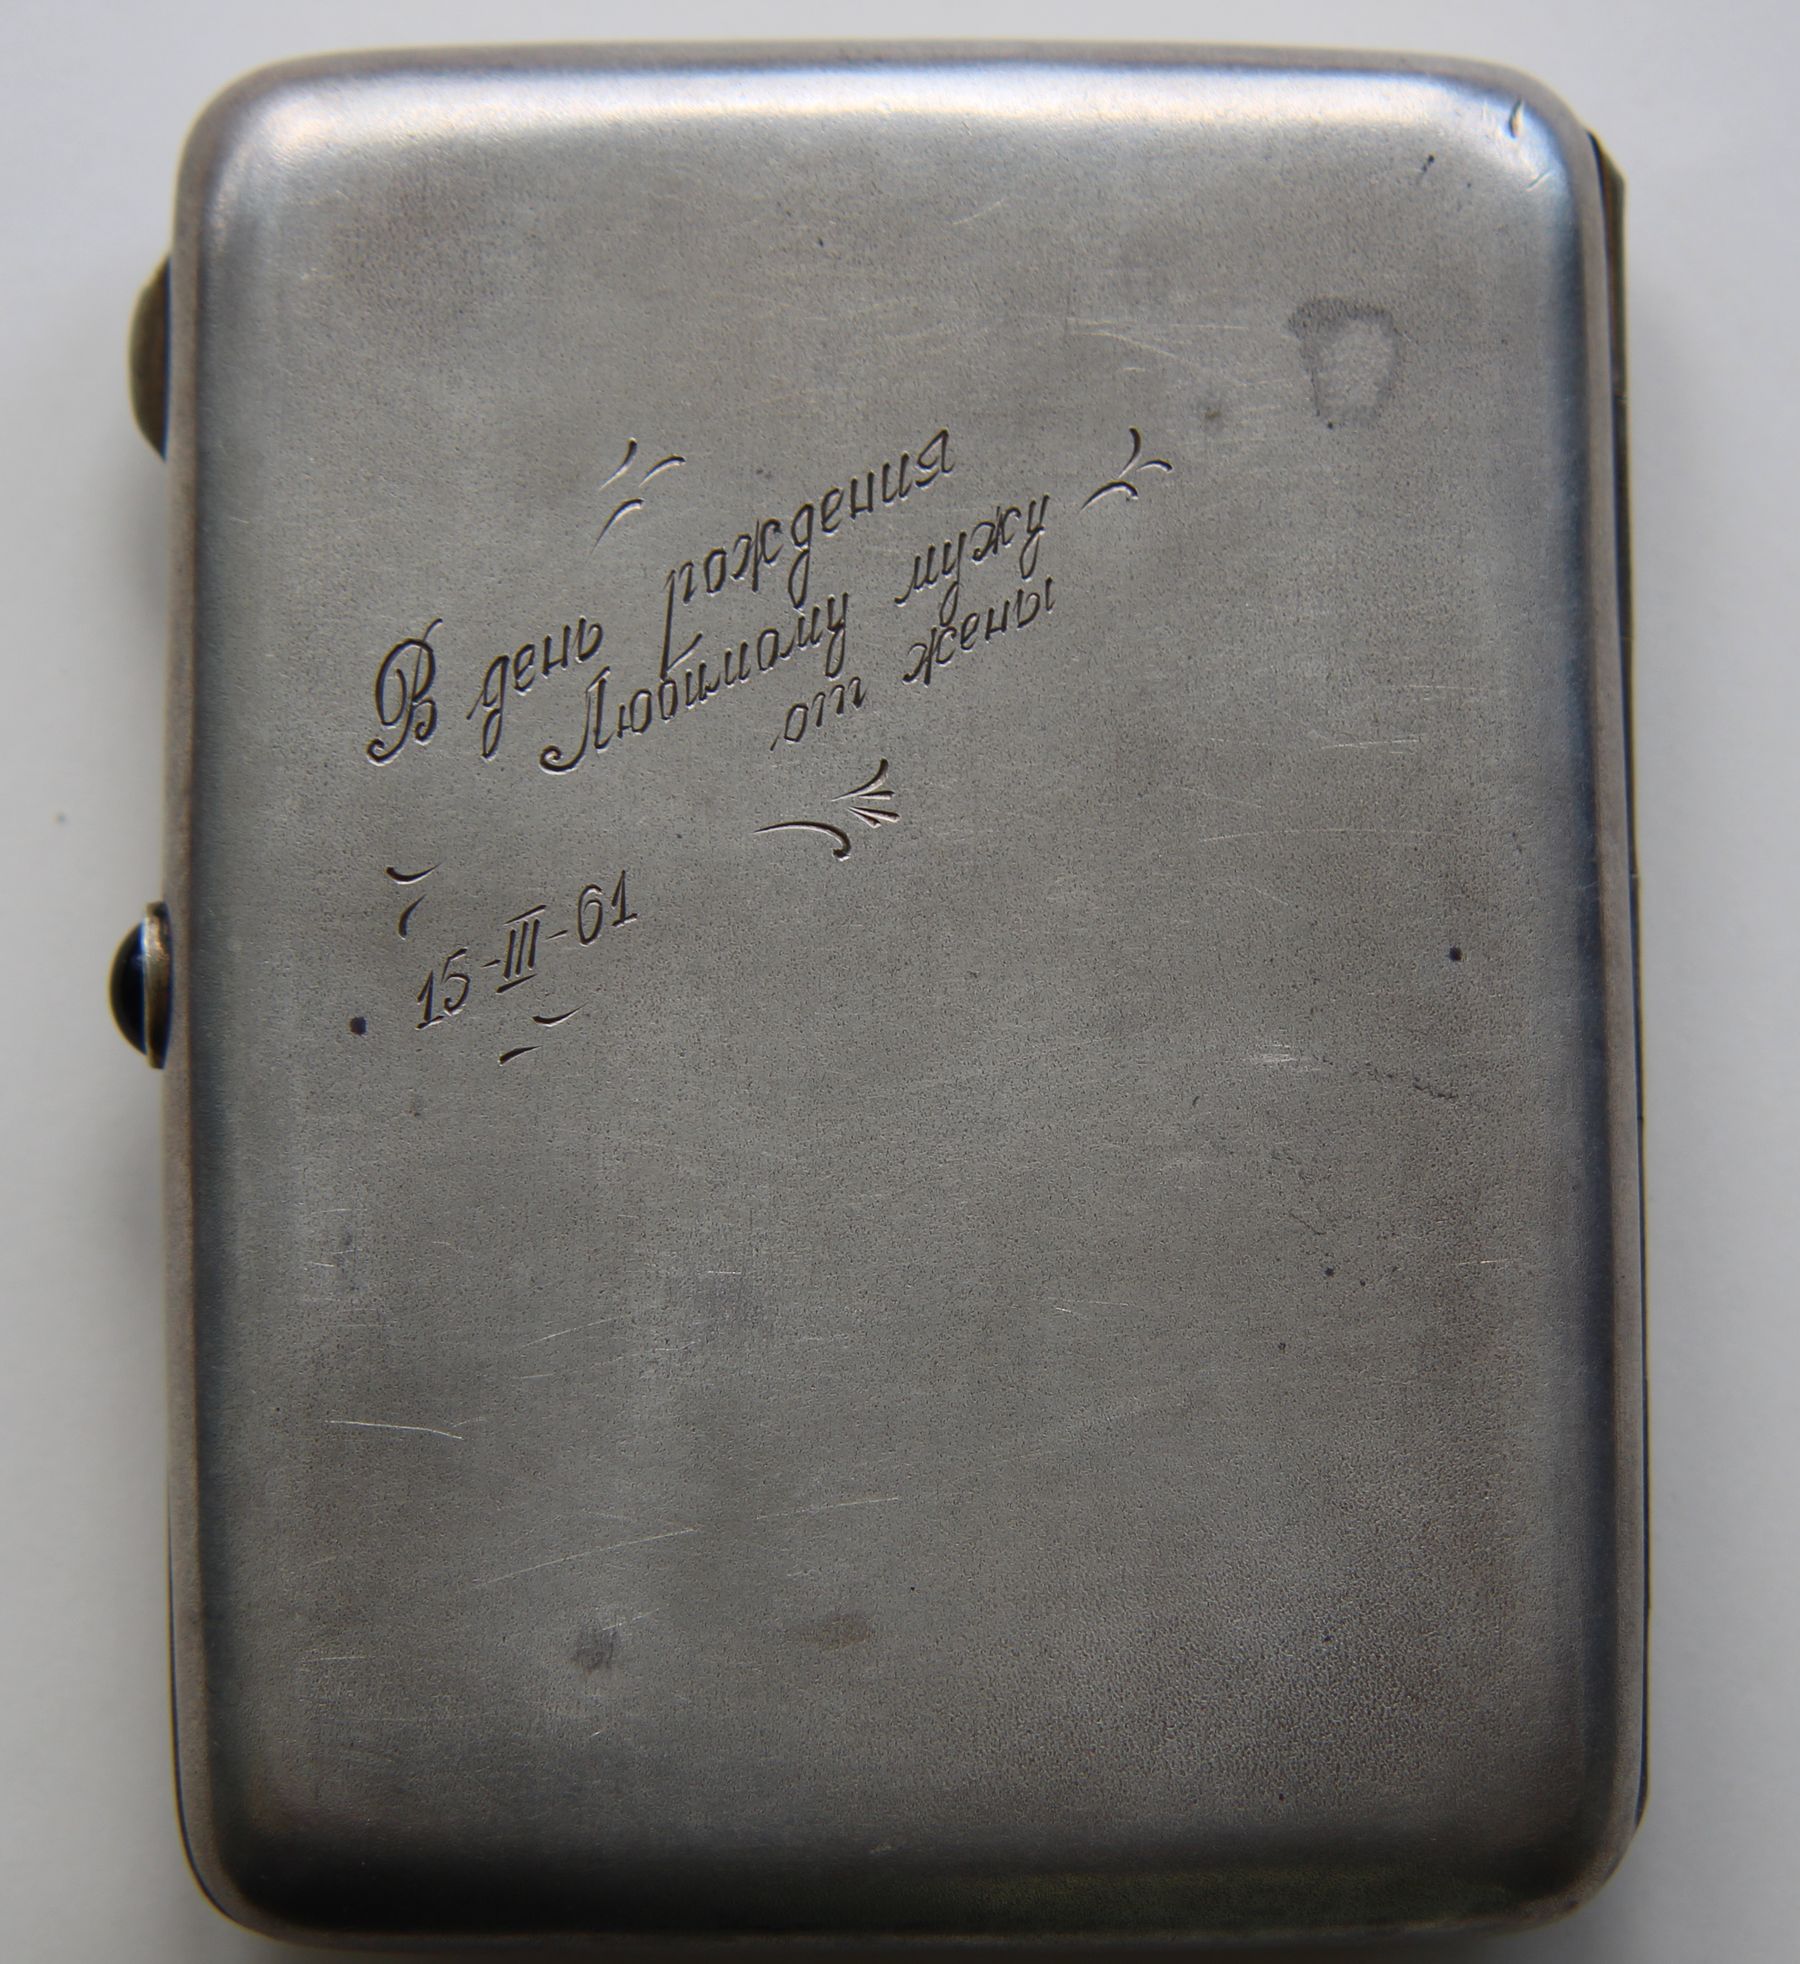 В день Рождения
Любимому мужу
от жены
15-III-61